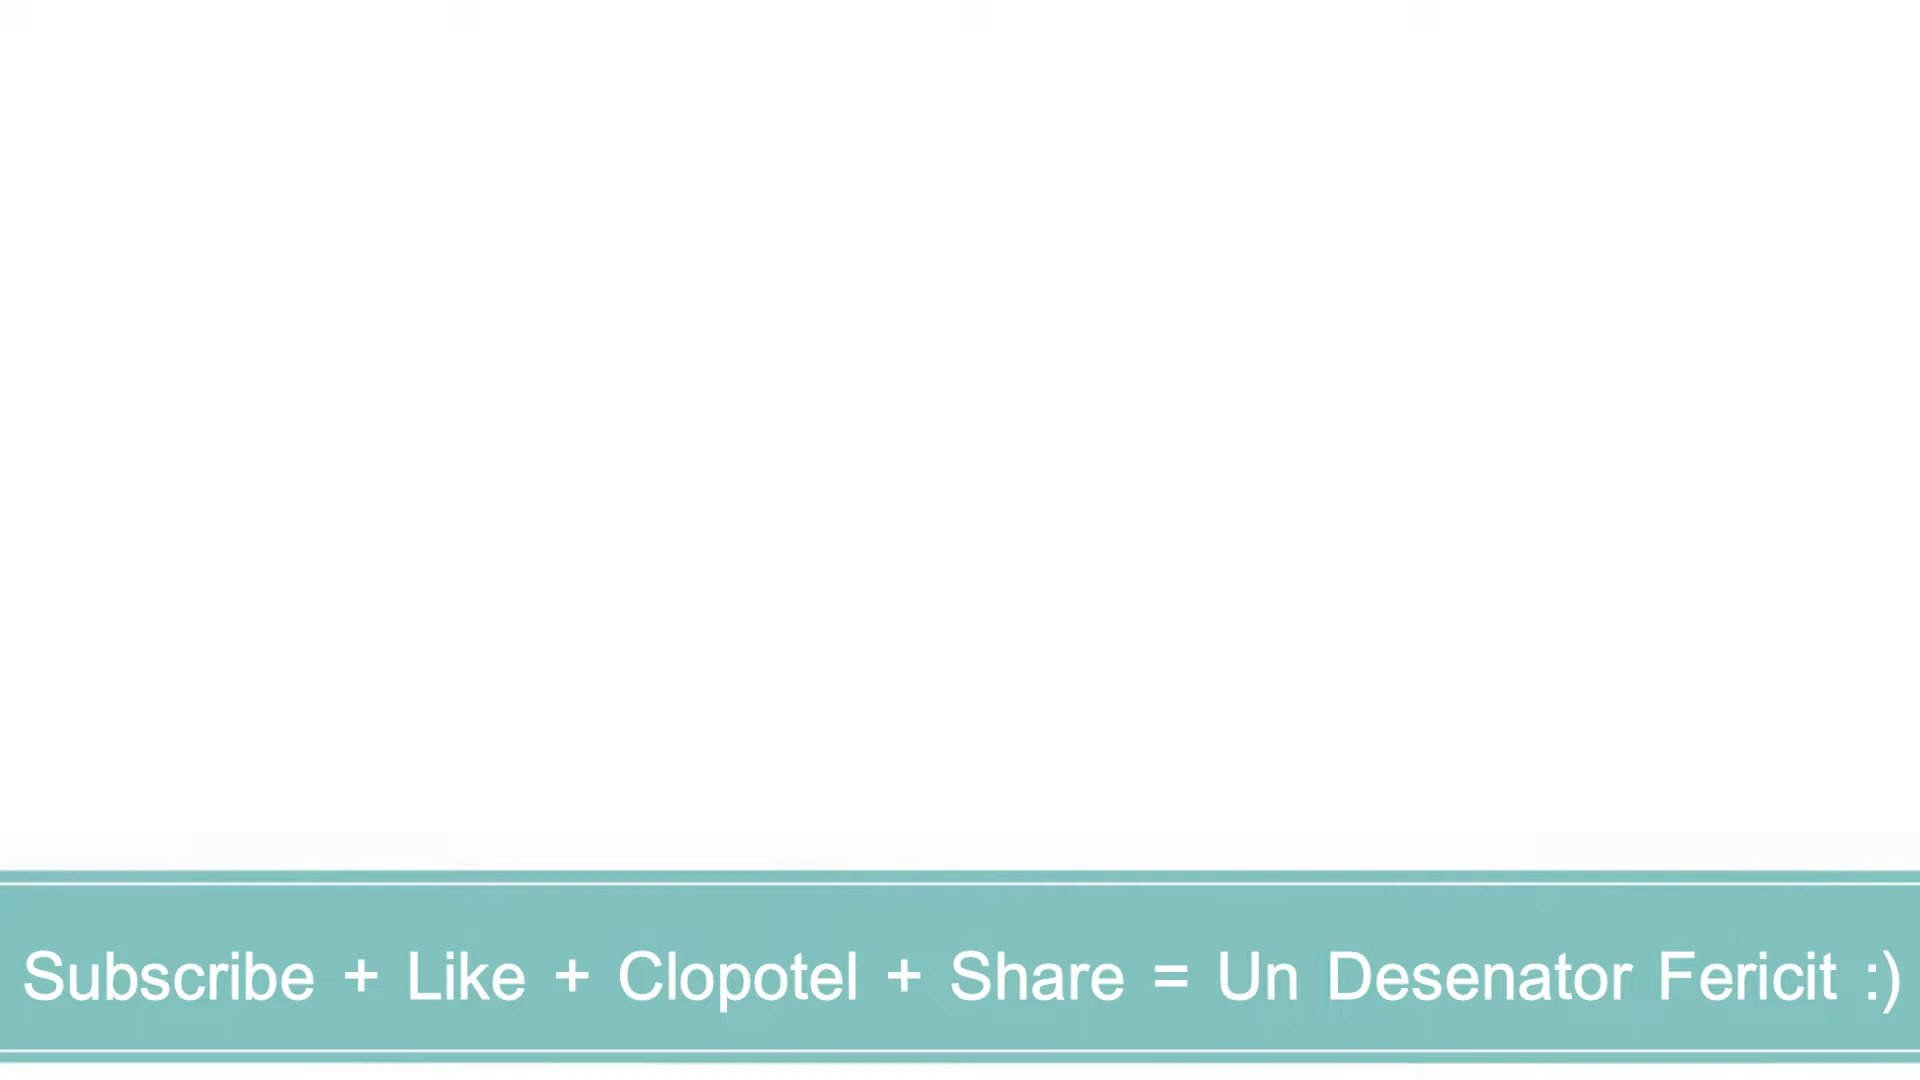 Subscribe + Like + Clopotel + Share = Un Desenator Fericit :)